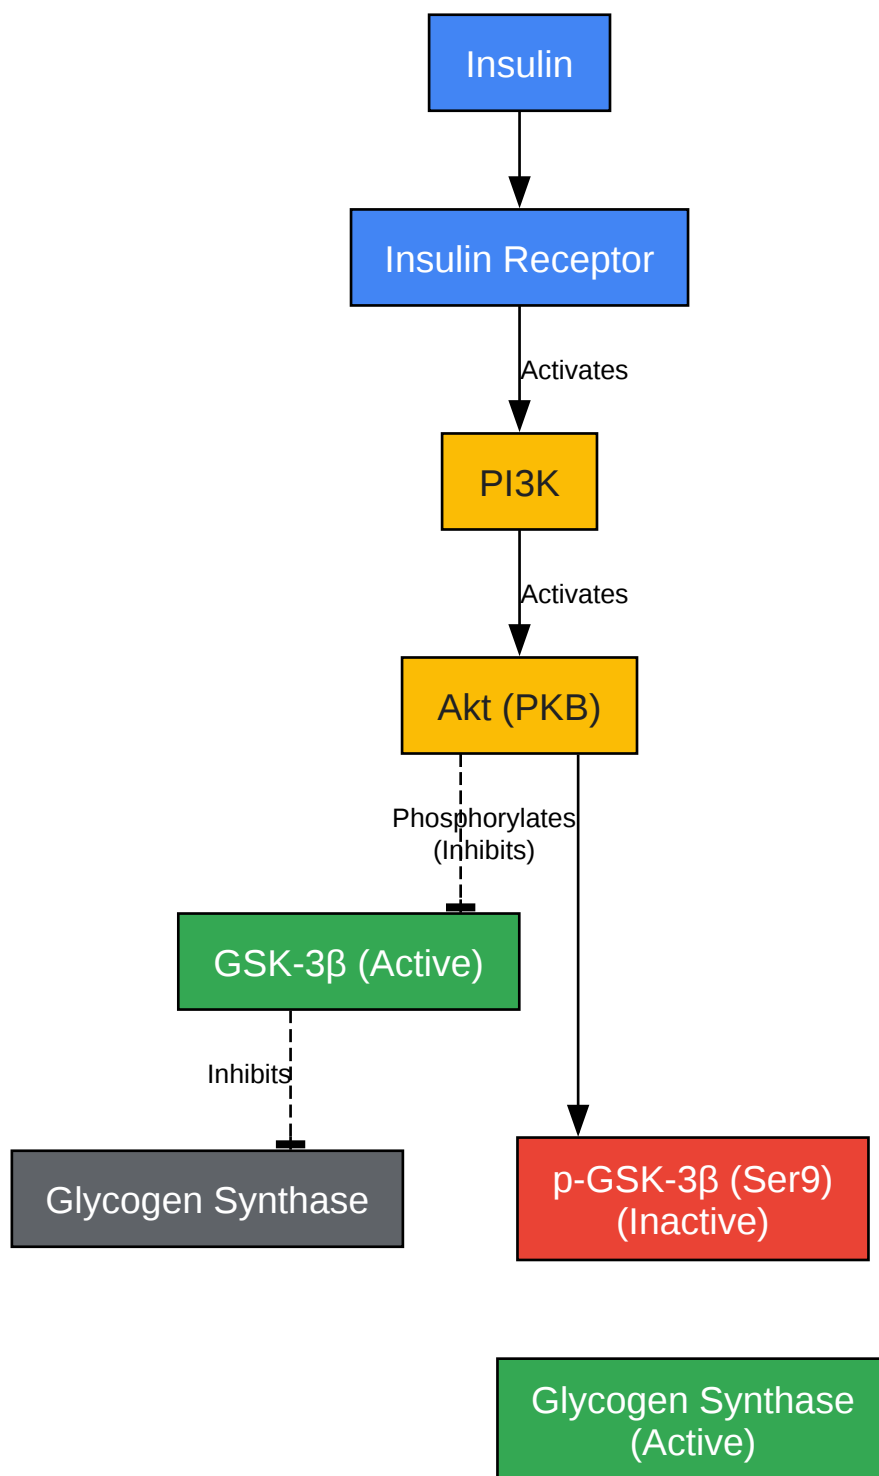 Insulin
Insulin Receptor
Activates
PI3K
Activates
Akt (PKB)
Phosphorylates
(Inhibits)
GSK-3β (Active)
Inhibits
Glycogen Synthase
p-GSK-3β (Ser9)
(Inactive)
Glycogen Synthase
(Active)